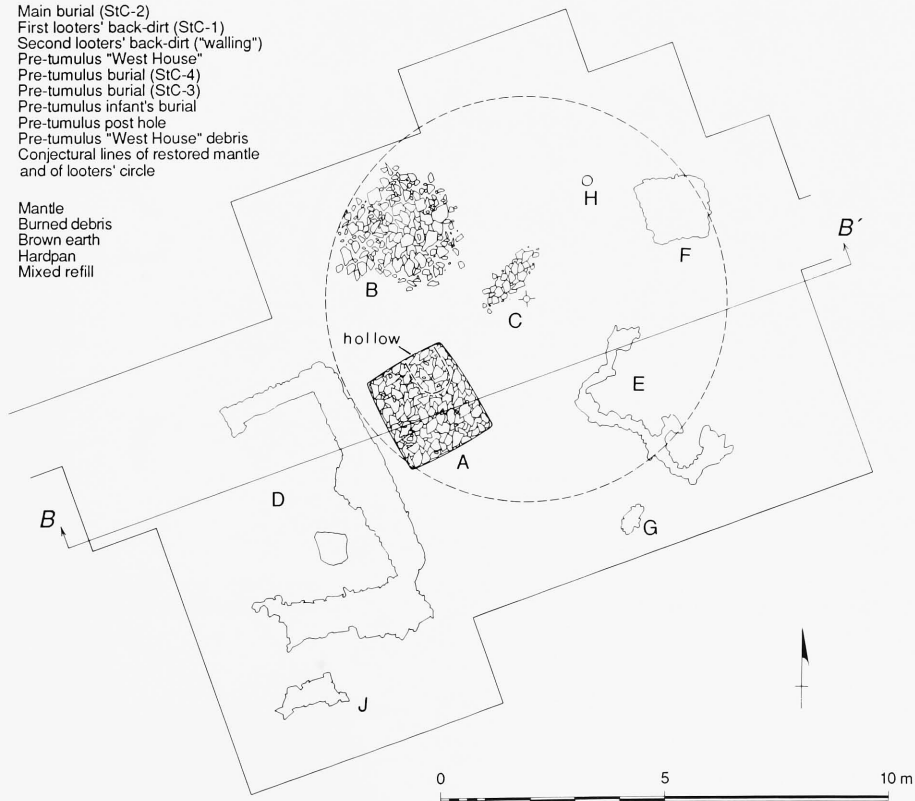 Main burial (StC-2)
First looters' back-dirt (StC-1)
Second looters' back-dirt ("walling")
Pre-tumulus "West House"
Pre-tumulus burial (StC-4)
Pre-tumulus burial (StC-3)
Pre-tumulus infant's burial
Pre-tumulus post hole
Pre-tumulus "West House" debris
Conjectural lines of restored mantle
and of looters' circle
Mantle
Burned debris
Brown earth
Hardpan
Mixed refill
H
B´
F
B
C
hollow
E
A
D
B
G
J
0 5 10 m